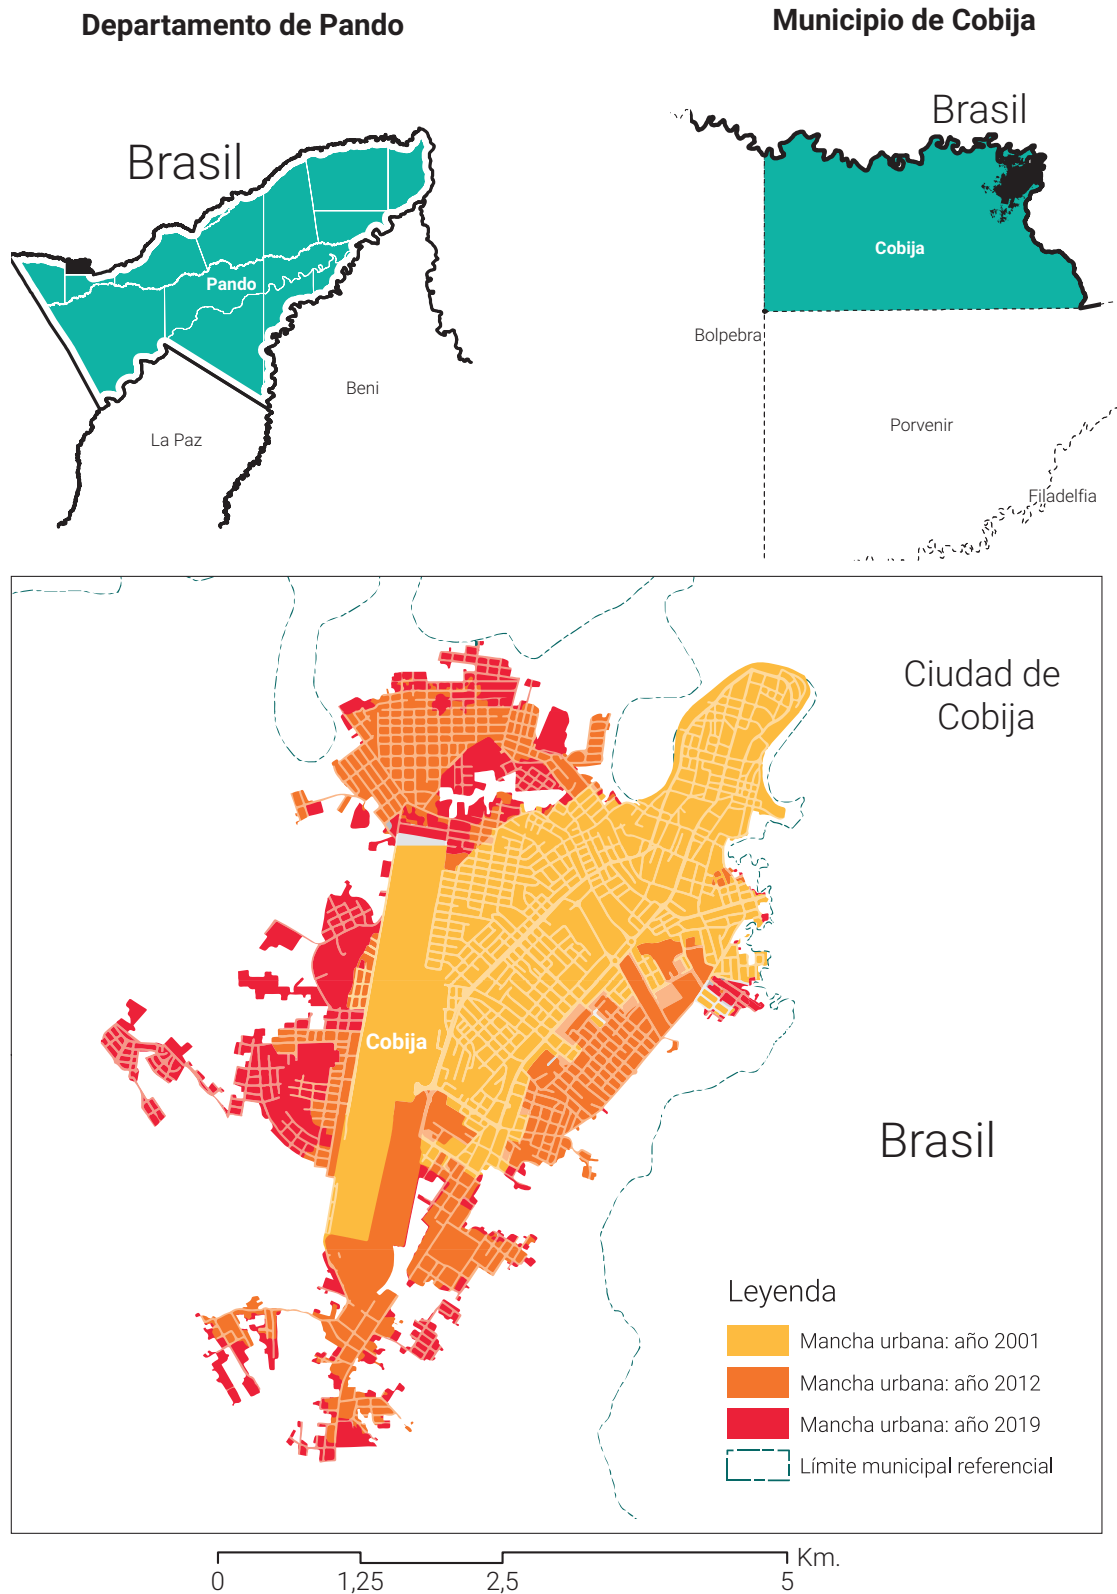 Departamento de Pando
Municipio de Cobija
Brasil
Pando
Beni
La Paz
Brasil
Cobija
Bolpebra
Porvenir
Filadelfia
Ciudad de
Cobija
Cobija
Brasil
Leyenda
Mancha urbana: año 2001
Mancha urbana: año 2012
Mancha urbana: año 2019
Límite municipal referencial
Km.
0 1,25 2,5 5